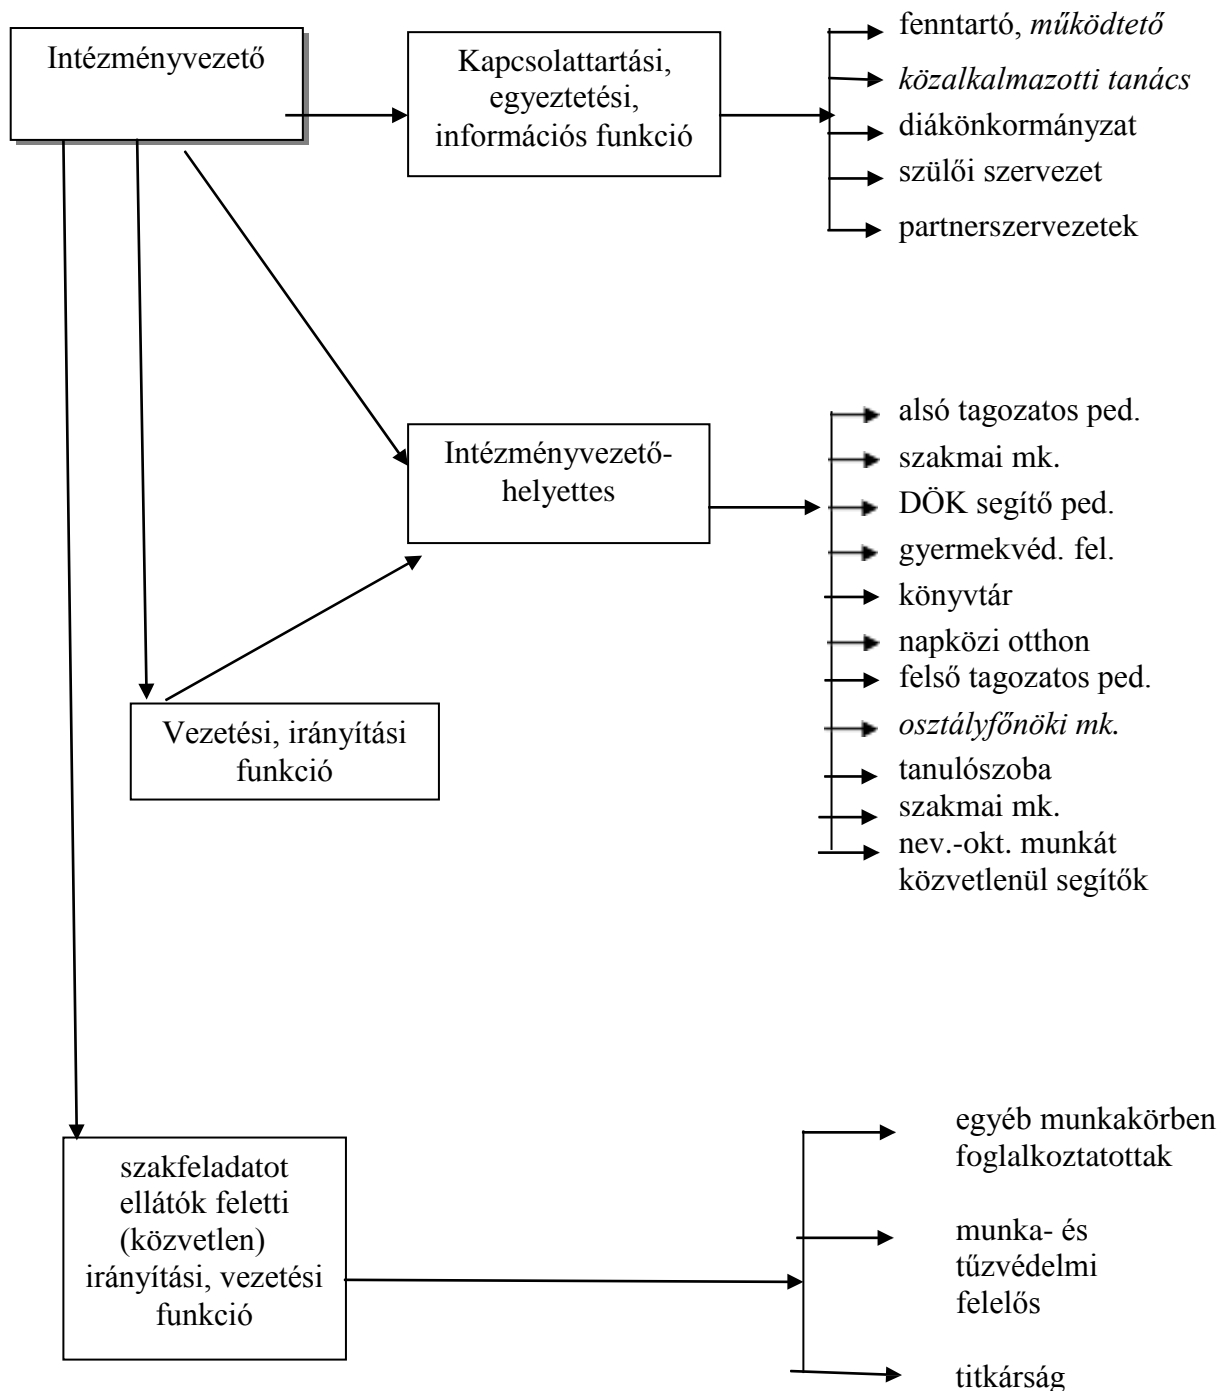 Intézményvezető
Kapcsolattartási,
egyeztetési,
információs funkció
fenntartó, működtető
közalkalmazotti tanács
diákönkormányzat
szülői szervezet
partnerszervezetek
Intézményvezető-
helyettes
alsó tagozatos ped.
szakmai mk.
DÖK segítő ped.
gyermekvéd. fel.
könyvtár
napközi otthon
felső tagozatos ped.
osztályfőnöki mk.
tanulószoba
szakmai mk.
nev.-okt. munkát
közvetlenül segítők
Vezetési, irányítási
funkció
szakfeladatot
ellátók feletti
(közvetlen)
irányítási, vezetési
funkció
egyéb munkakörben
foglalkoztatottak
munka- és
tűzvédelmi
felelős
titkárság